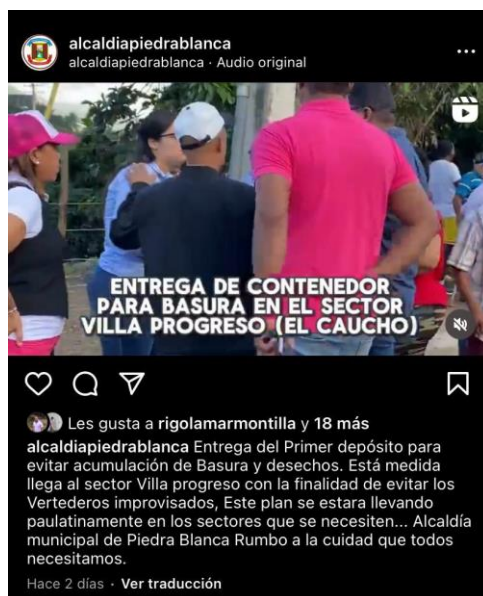 alcaldiapiedrablanca
alcaldiapiedrablanca · Audio original
ENTREGA DE CONTENEDOR
PARA BASURA EN EL SECTOR
VILLA PROGRESO (EL CAUCHO)
Les gusta a rigolamarmontilla y 18 más
alcaldiapiedrablanca Entrega del Primer depósito para
evitar acumulación de Basura y desechos. Está medida
llega al sector Villa progreso con la finalidad de evitar los
Vertederos improvisados, Este plan se estara llevando
paulatinamente en los sectores que se necesiten... Alcaldía
municipal de Piedra Blanca Rumbo a la cuidad que todos
necesitamos.
Hace 2 días · Ver traducción